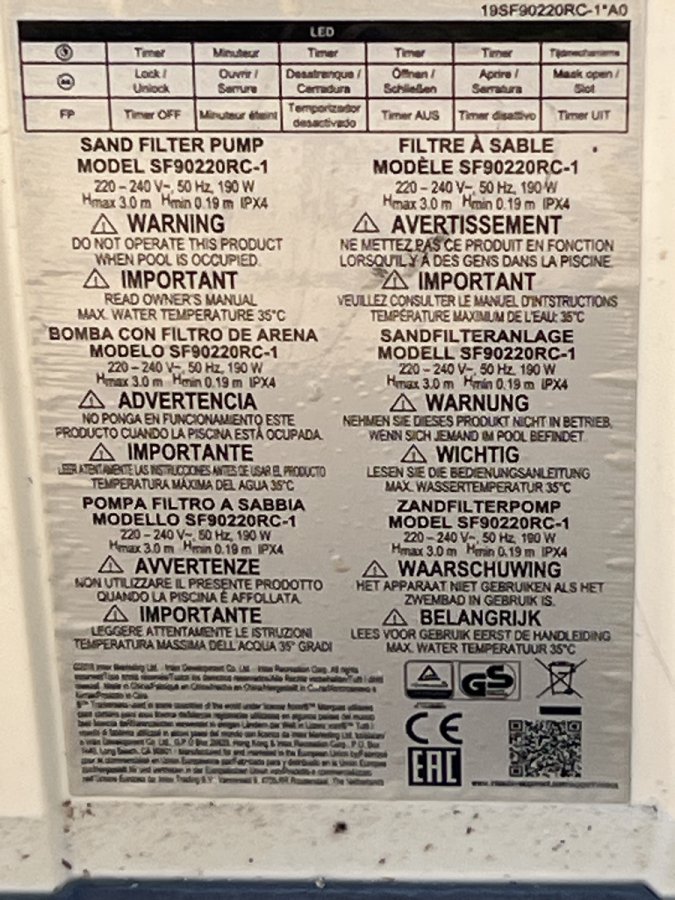 19SF90220RC-1*A0
LED
Timer Minuteur Timer Timer Timer
Lock / Unlock Ouvrir / Serrure Desatranque / Cerradura Öffnen / Schließen Aprire / Serratura Mask open / Slot
FP Timer OFF Minuteur éteint Temporizador desactivado Timer AUS Timer disattivo Timer UIT
SAND FILTER PUMP
MODEL SF90220RC-1
220 – 240 V~, 50 Hz, 190 W
Hmax 3.0 m Hmin 0.19 m IPX4
WARNING
DO NOT OPERATE THIS PRODUCT
WHEN POOL IS OCCUPIED.
IMPORTANT
READ OWNER'S MANUAL
MAX. WATER TEMPERATURE 35°C
FILTRE À SABLE
MODÈLE SF90220RC-1
220 – 240 V~, 50 Hz, 190 W
Hmax 3.0 m Hmin 0.19 m IPX4
AVERTISSEMENT
NE METTEZ PAS CE PRODUIT EN FONCTION
LORSQU'IL Y A DES GENS DANS LA PISCINE.
IMPORTANT
VEUILLEZ CONSULTER LE MANUEL D'INTSTRUCTIONS
TEMPÉRATURE MAXIMUM DE L'EAU: 35°C
BOMBA CON FILTRO DE ARENA
MODELO SF90220RC-1
220 – 240 V~, 50 Hz, 190 W
Hmax 3.0 m Hmin 0.19 m IPX4
ADVERTENCIA
NO PONGA EN FUNCIONAMIENTO ESTE
PRODUCTO CUANDO LA PISCINA ESTÁ OCUPADA.
IMPORTANTE
LEER ATENTAMENTE LAS INSTRUCCIONES ANTES DE USAR EL PRODUCTO
TEMPERATURA MÁXIMA DEL AGUA 35°C
SANDFILTERANLAGE
MODELL SF90220RC-1
220 – 240 V~, 50 Hz, 190 W
Hmax 3.0 m Hmin 0.19 m IPX4
WARNUNG
NEHMEN SIE DIESES PRODUKT NICHT IN BETRIEB,
WENN SICH JEMAND IM POOL BEFINDET.
WICHTIG
LESEN SIE DIE BEDIENUNGSANLEITUNG
MAX. WASSERTEMPERATUR 35°C
POMPA FILTRO A SABBIA
MODELLO SF90220RC-1
220 – 240 V~, 50 Hz, 190 W
Hmax 3.0 m Hmin 0.19 m IPX4
AVVERTENZE
NON UTILIZZARE IL PRESENTE PRODOTTO
QUANDO LA PISCINA È AFFOLLATA.
IMPORTANTE
LEGGERE ATTENTAMENTE LE ISTRUZIONI
TEMPERATURA MASSIMA DELL'ACQUA 35° GRADI
ZANDFILTERPOMP
MODEL SF90220RC-1
220 – 240 V~, 50 Hz, 190 W
Hmax 3.0 m Hmin 0.19 m IPX4
WAARSCHUWING
HET APPARAAT NIET GEBRUIKEN ALS HET
ZWEMBAD IN GEBRUIK IS.
BELANGRIJK
LEES VOOR GEBRUIK EERST DE HANDLEIDING
MAX. WATER TEMPERATUUR 35°C
Intex Marketing Ltd. - Intex Development Co. Ltd. - Intex Recreation Corp. All rights
GS
CE
EAC